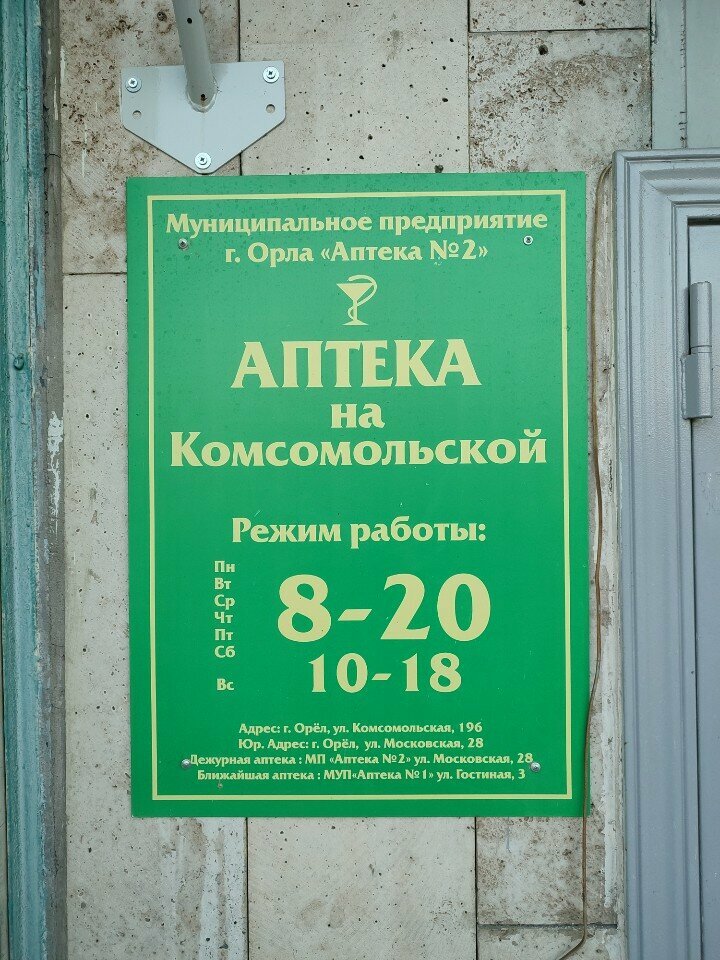 Муниципальное предприятие
г. Орла «Аптека №2»
АПТЕКА
на
Комсомольской
Режим работы:
Пн
Вт
Ср
Чт
Пт
Сб
8-20
Вс
10-18
Адрес: г. Орёл, ул. Комсомольская, 196
Юр. Адрес: г. Орёл, ул. Московская, 28
Дежурная аптека : МП «Аптека №2» ул. Московская, 28
Ближайшая аптека : МУП«Аптека №1» ул. Гостиная, 3